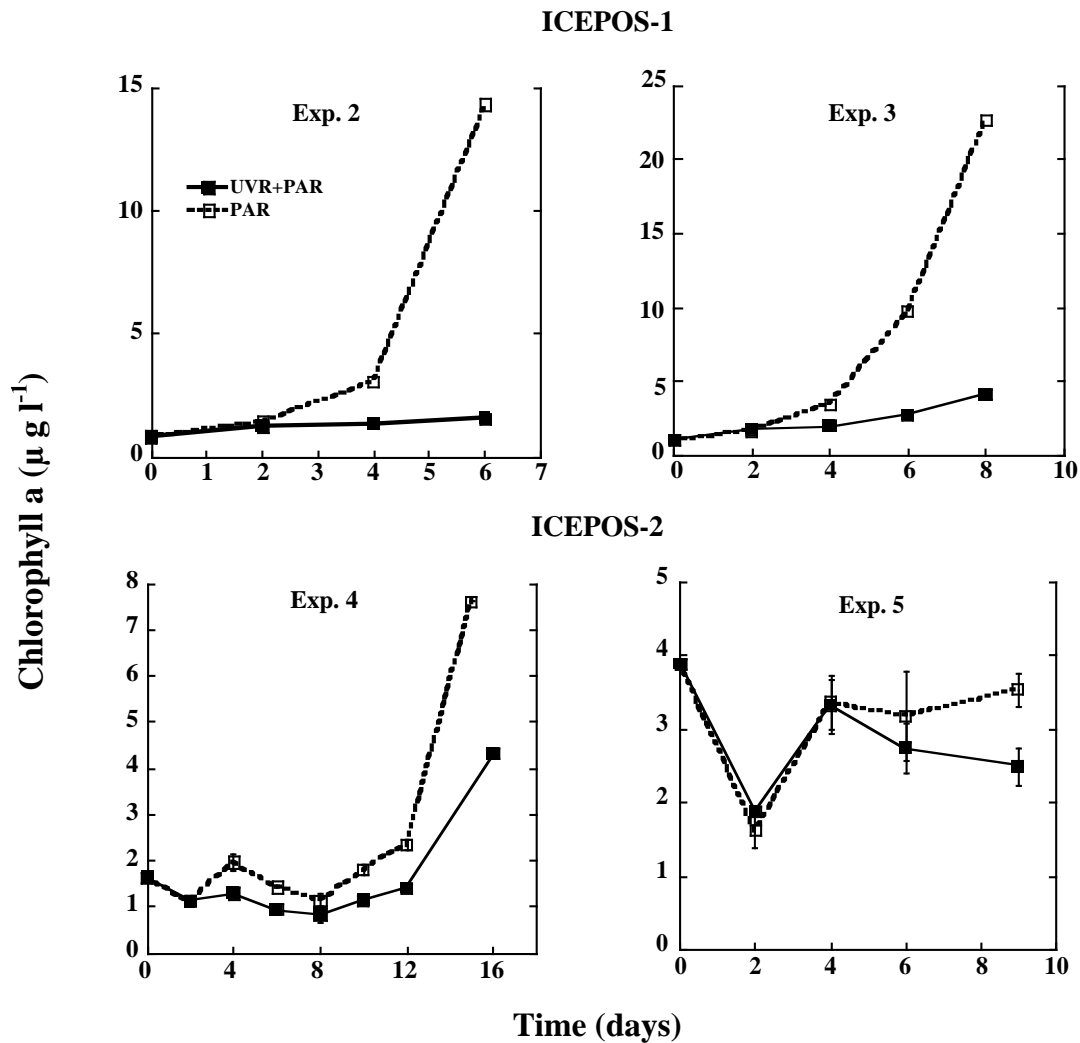 ICEPOS-1
Exp. 2
15
10
5
0
0 1 2 3 4 5 6 7
UVR+PAR
PAR
Exp. 3
25
20
15
10
5
0
0 2 4 6 8 10
Chlorophyll a (μ g l-1)
ICEPOS-2
Exp. 4
8
7
6
5
4
3
2
1
0
0 4 8 12 16
Exp. 5
5
4
3
2
1
0
0 2 4 6 8 10
Time (days)